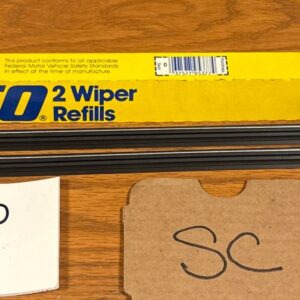 This product conforms to all applicable
Federal Motor Vehicle Safety Standards
in effect at the time of manufacture.
CO® 2 Wiper
Refills
SC